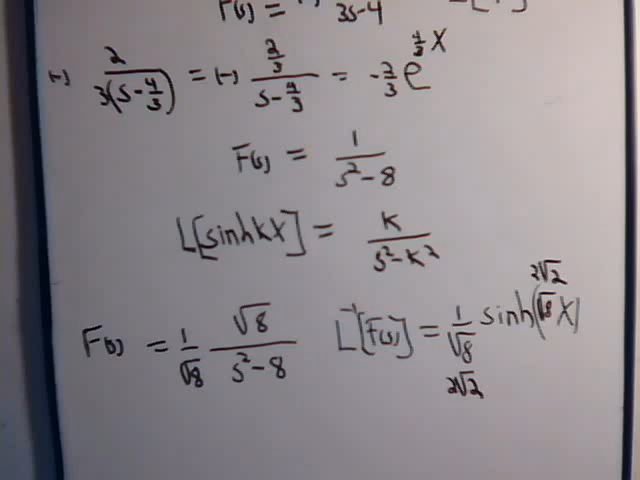 F(s) = 3s-4
(-) 2/3(s - 4/3) = (-) 2/3/(s - 4/3) = -2/3 e^(4/3 x)
F(s) = 1/(s² - 8)
L[sinh kx] = k/(s² - k²)
F(s) = 1/√8 √8/(s² - 8) L⁻¹[F(s)] = 1/√8 sinh(√8 x)
2√2 2√2